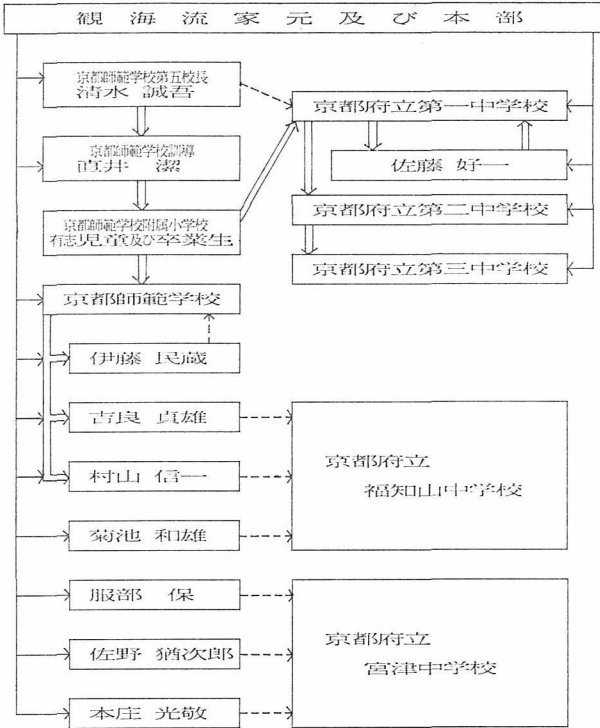 観海流家元及び本部
京都師範学校第五校長
清水 誠吾
京都師範学校訓導
直井 潔
京都師範学校附属小学校
有志児童及び卒業生
京都師範学校
伊藤 民蔵
吉良 貞雄
村山 信一
菊池 和雄
服部 保
佐野 猶次郎
本庄 光敬
京都府立第一中学校
佐藤 好一
京都府立第二中学校
京都府立第三中学校
京都府立
福知山中学校
京都府立
宮津中学校